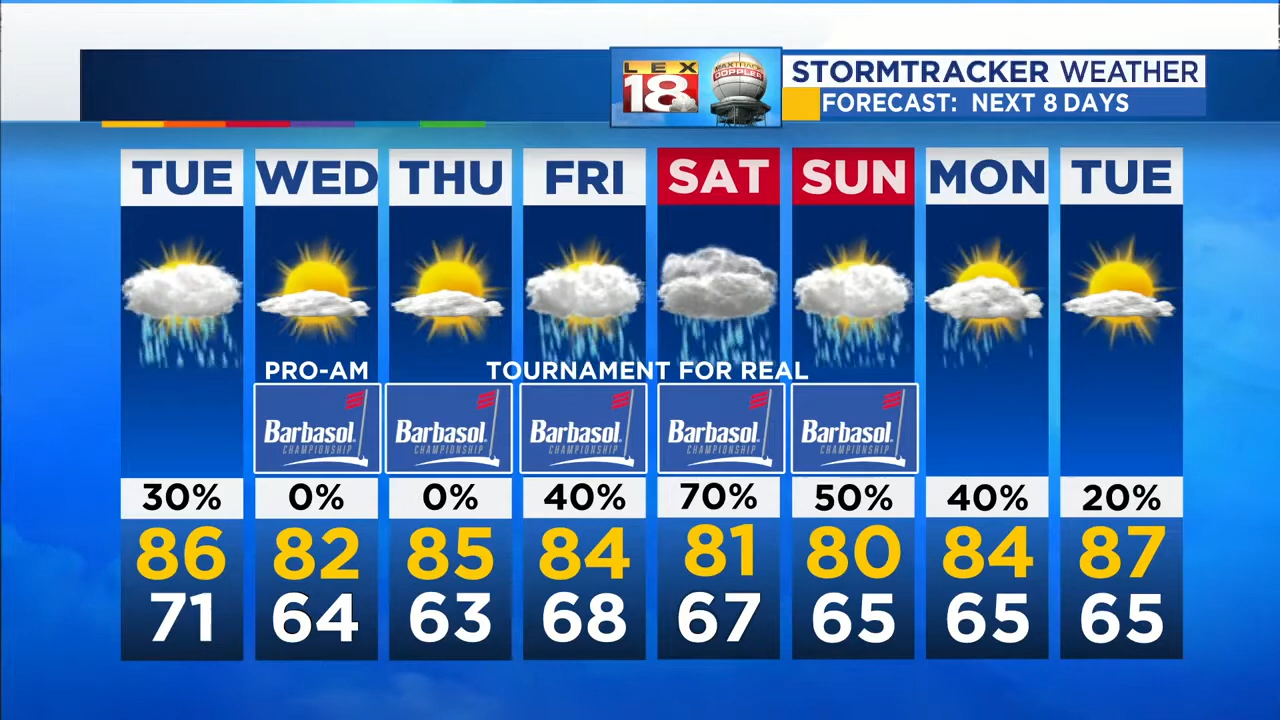 LEX
18
MAXTRACK
DOPPLER
STORMTRACKER WEATHER
FORECAST: NEXT 8 DAYS
TUE WED THU FRI SAT SUN MON TUE
PRO-AM TOURNAMENT FOR REAL
Barbasol Barbasol Barbasol Barbasol Barbasol
CHAMPIONSHIP CHAMPIONSHIP CHAMPIONSHIP CHAMPIONSHIP CHAMPIONSHIP
30% 0% 0% 40% 70% 50% 40% 20%
86 82 85 84 81 80 84 87
71 64 63 68 67 65 65 65